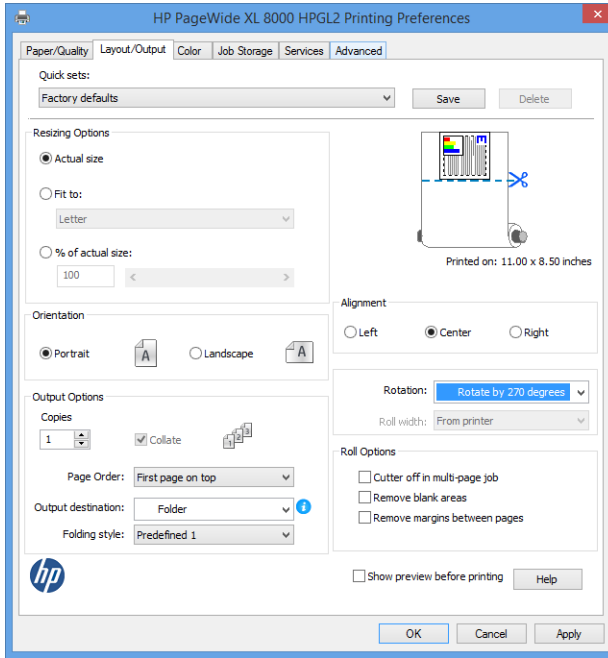 HP PageWide XL 8000 HPGL2 Printing Preferences
Paper/Quality Layout/Output Color Job Storage Services Advanced
Quick sets:
Factory defaults Save Delete
Resizing Options
Actual size
Fit to:
Letter
% of actual size:
100
Printed on: 11.00 x 8.50 inches
Alignment
Left Center Right
Orientation
Portrait A Landscape A
Rotation: Rotate by 270 degrees
Roll width: From printer
Output Options
Copies
1 Collate 1 2 3
Page Order: First page on top
Output destination: Folder
Folding style: Predefined 1
Roll Options
Cutter off in multi-page job
Remove blank areas
Remove margins between pages
hp
Show preview before printing Help
OK Cancel Apply